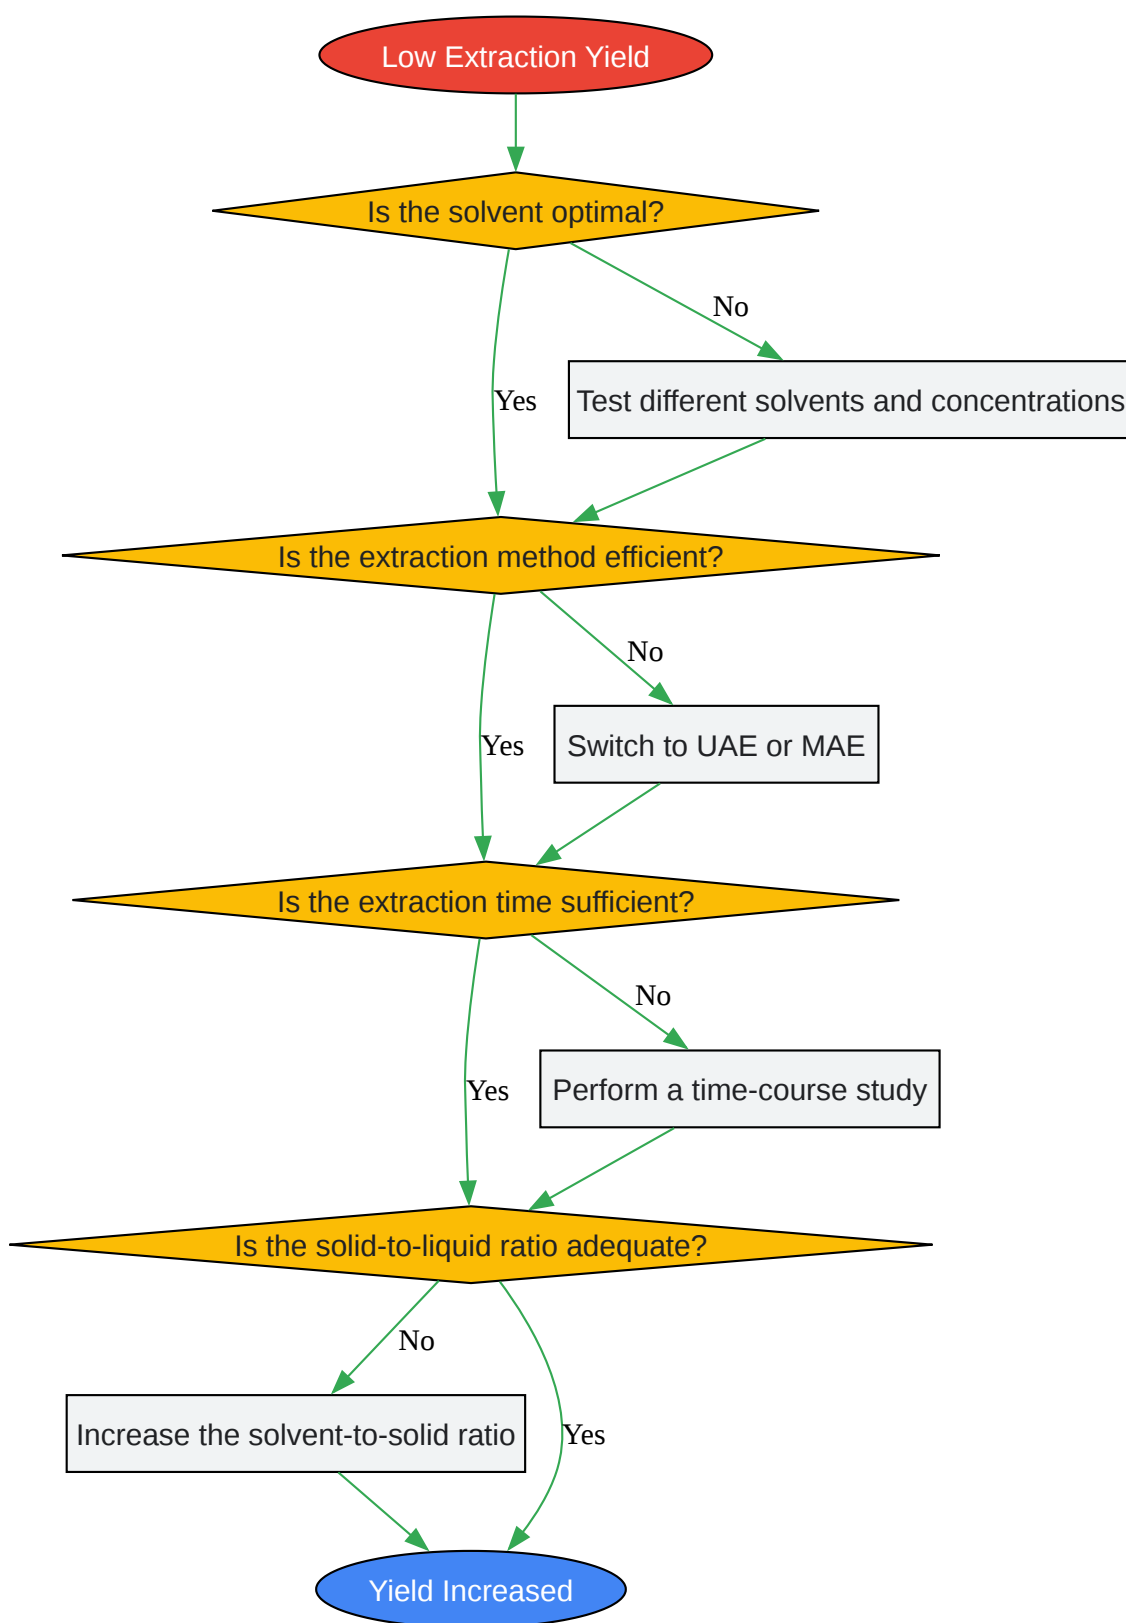 Low Extraction Yield
Is the solvent optimal?
No
Yes
Test different solvents and concentrations
Is the extraction method efficient?
No
Yes
Switch to UAE or MAE
Is the extraction time sufficient?
No
Yes
Perform a time-course study
Is the solid-to-liquid ratio adequate?
No
Increase the solvent-to-solid ratio
Yes
Yield Increased